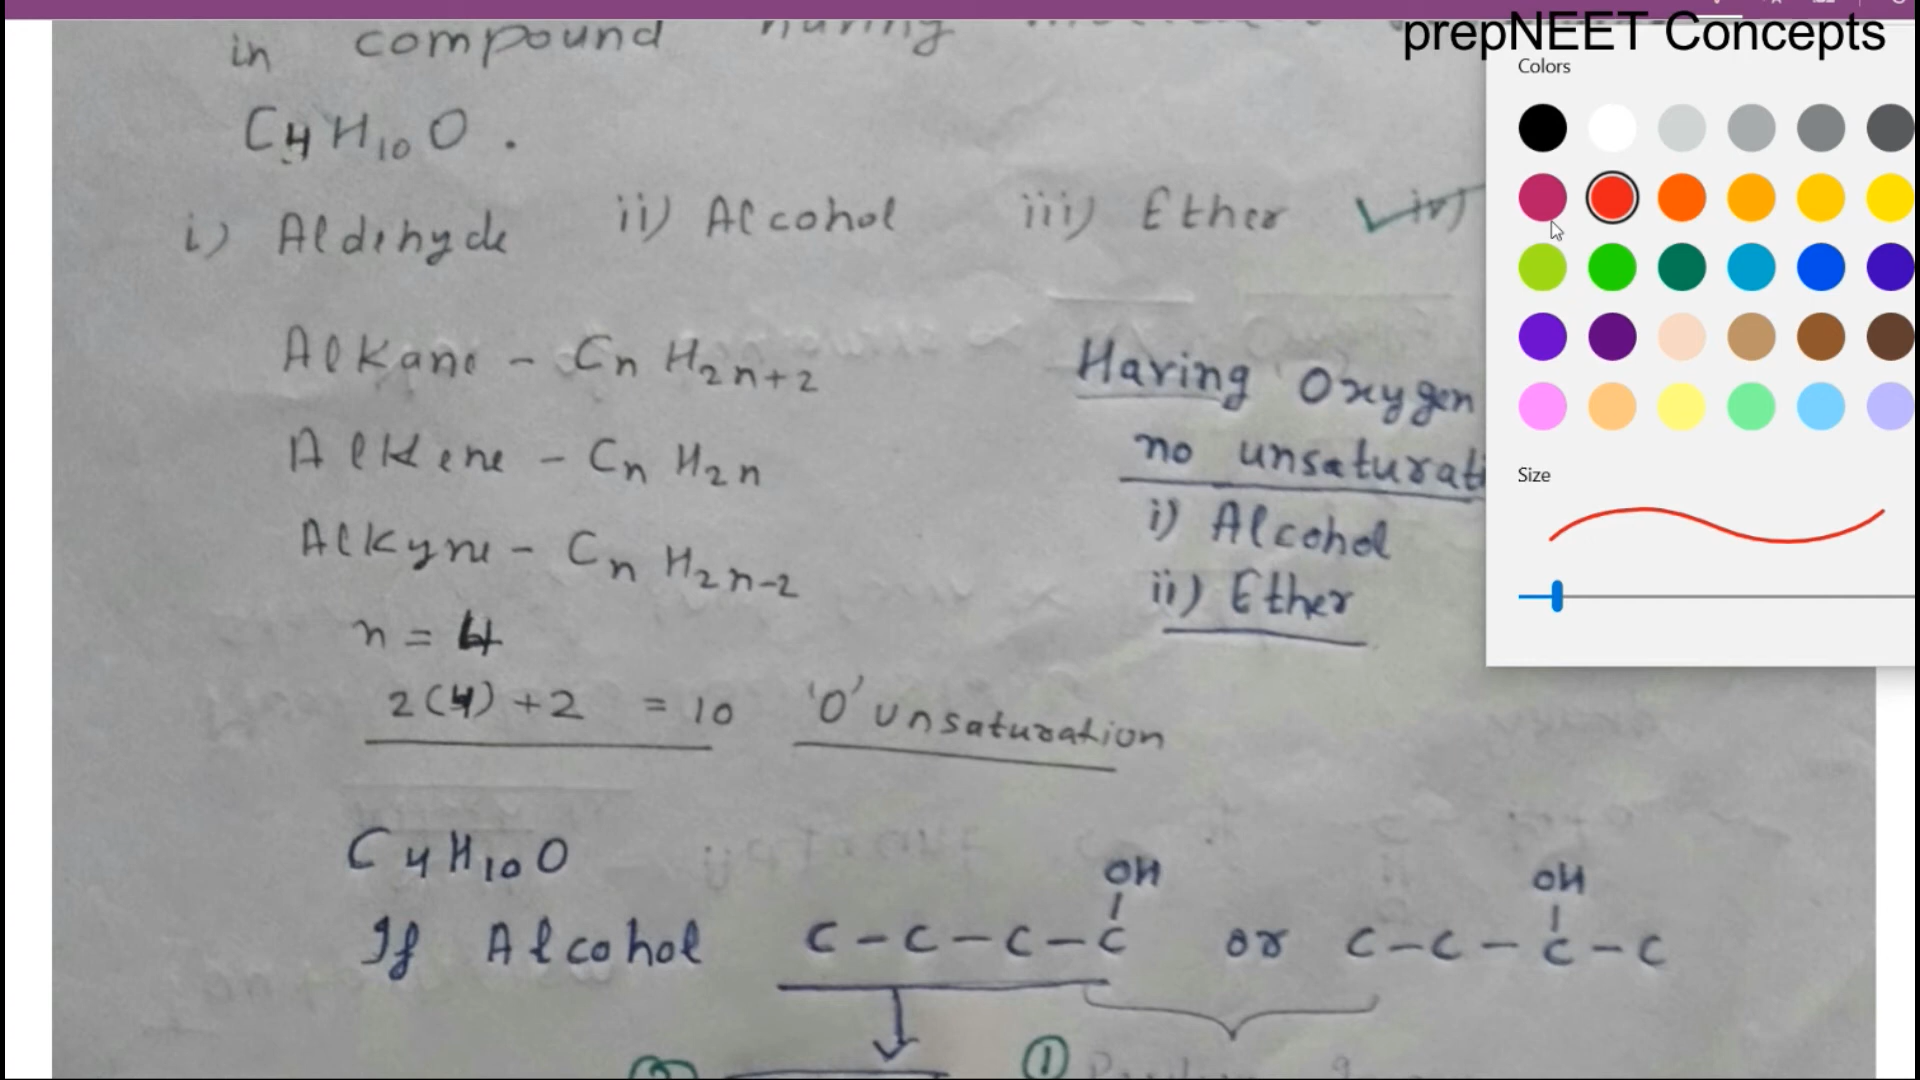 prepNEET Concepts
Colors
Size
in compound having
C4H10O.
i) Aldehyde ii) Alcohol iii) Ether iv)
Alkane - CnH2n+2
Alkene - CnH2n
Alkyne - CnH2n-2
n = 4
2(4)+2 = 10 '0' unsaturation
Having Oxygen
no unsaturati
i) Alcohol
ii) Ether
C4H10O
OH
OH
If Alcohol C-C-C-C or C-C-C-C
①